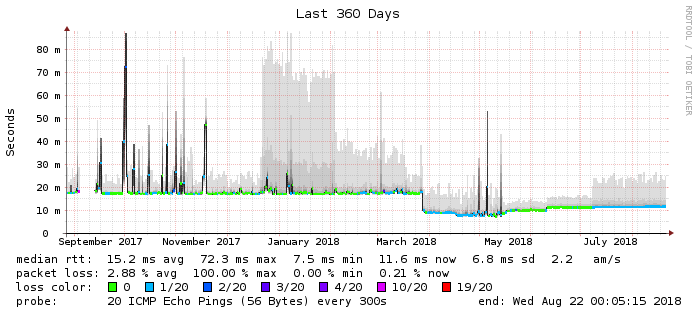 Last 360 Days
RRDTOOL / TOBI OETIKER
Seconds
80 m
70 m
60 m
50 m
40 m
30 m
20 m
10 m
0
September 2017 November 2017 January 2018 March 2018 May 2018 July 2018
median rtt: 15.2 ms avg 72.3 ms max 7.5 ms min 11.6 ms now 6.8 ms sd 2.2 am/s
packet loss: 2.88 % avg 100.00 % max 0.00 % min 0.21 % now
loss color: 0 1/20 2/20 3/20 4/20 10/20 19/20
probe: 20 ICMP Echo Pings (56 Bytes) every 300s end: Wed Aug 22 00:05:15 2018